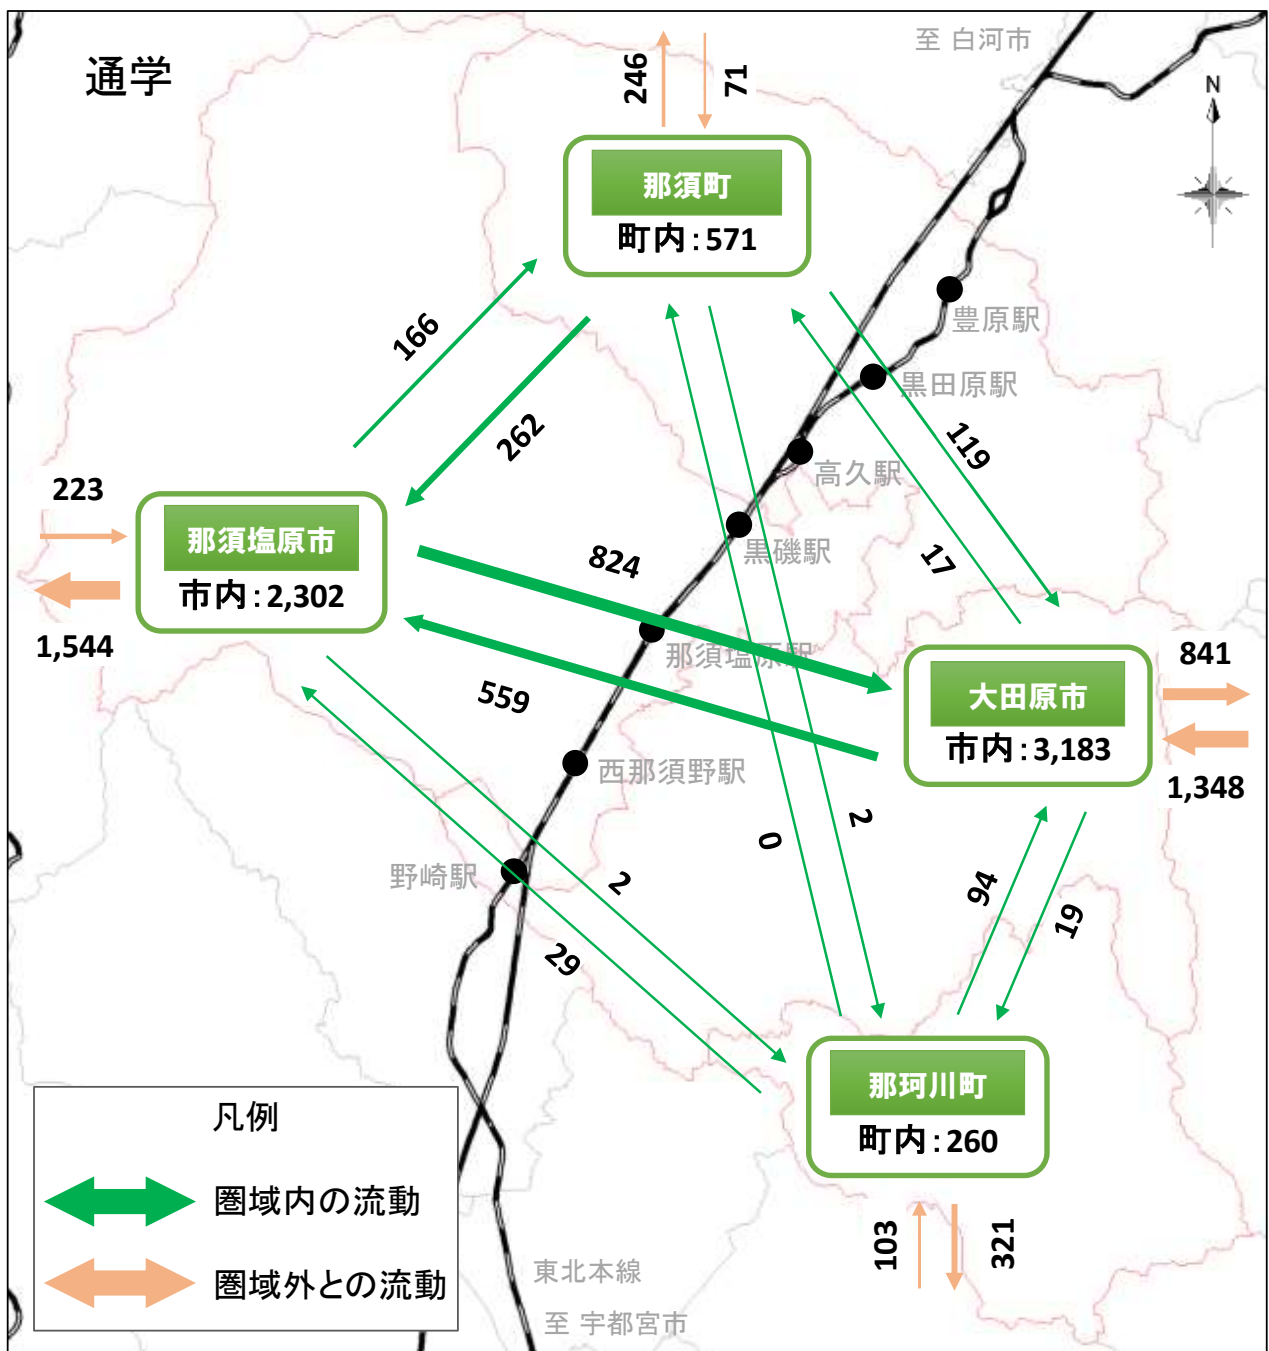 通学
至 白河市
N
246
71
那須町
町内：571
豊原駅
166
黒田原駅
262
119
高久駅
223
那須塩原市
市内：2,302
黒磯駅
824
17
1,544
那須塩原駅
841
559
大田原市
市内：3,183
西那須野駅
1,348
0
2
野崎駅
2
94
19
29
那珂川町
町内：260
凡例
圏域内の流動
圏域外との流動
103
321
東北本線
至 宇都宮市